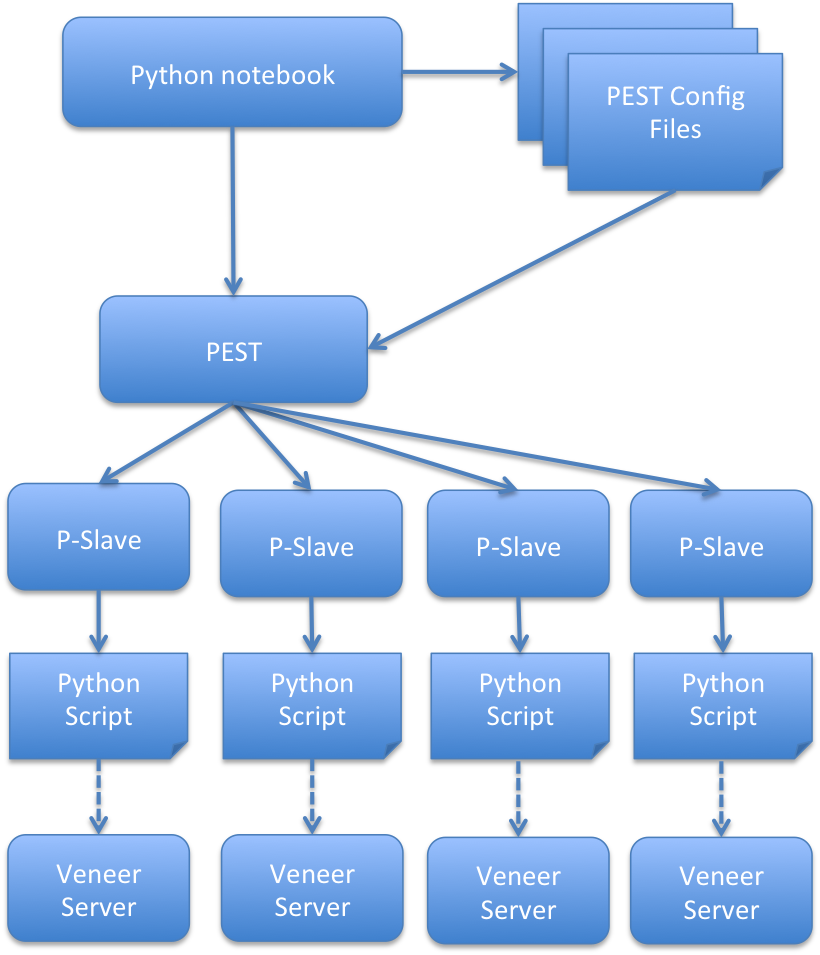 Python notebook
PEST Config
Files
PEST
P-Slave
P-Slave
P-Slave
P-Slave
Python
Script
Python
Script
Python
Script
Python
Script
Veneer
Server
Veneer
Server
Veneer
Server
Veneer
Server